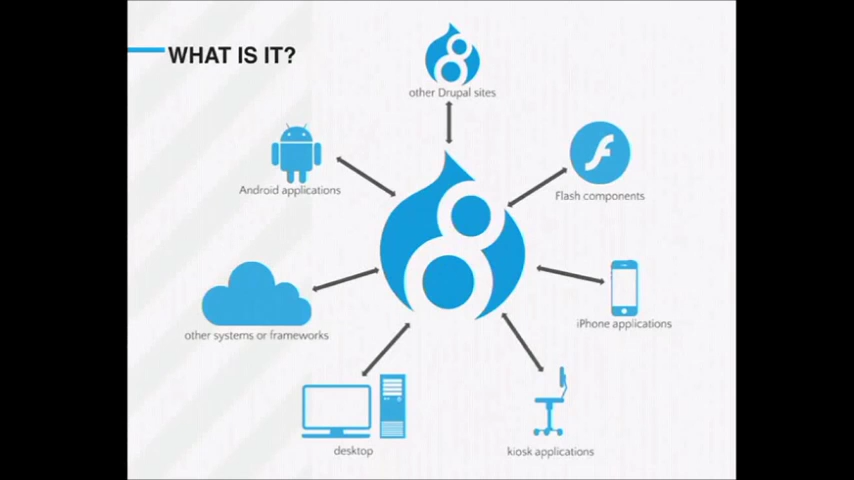 WHAT IS IT?
other Drupal sites
Android applications
Flash components
other systems or frameworks
iPhone applications
desktop
kiosk applications